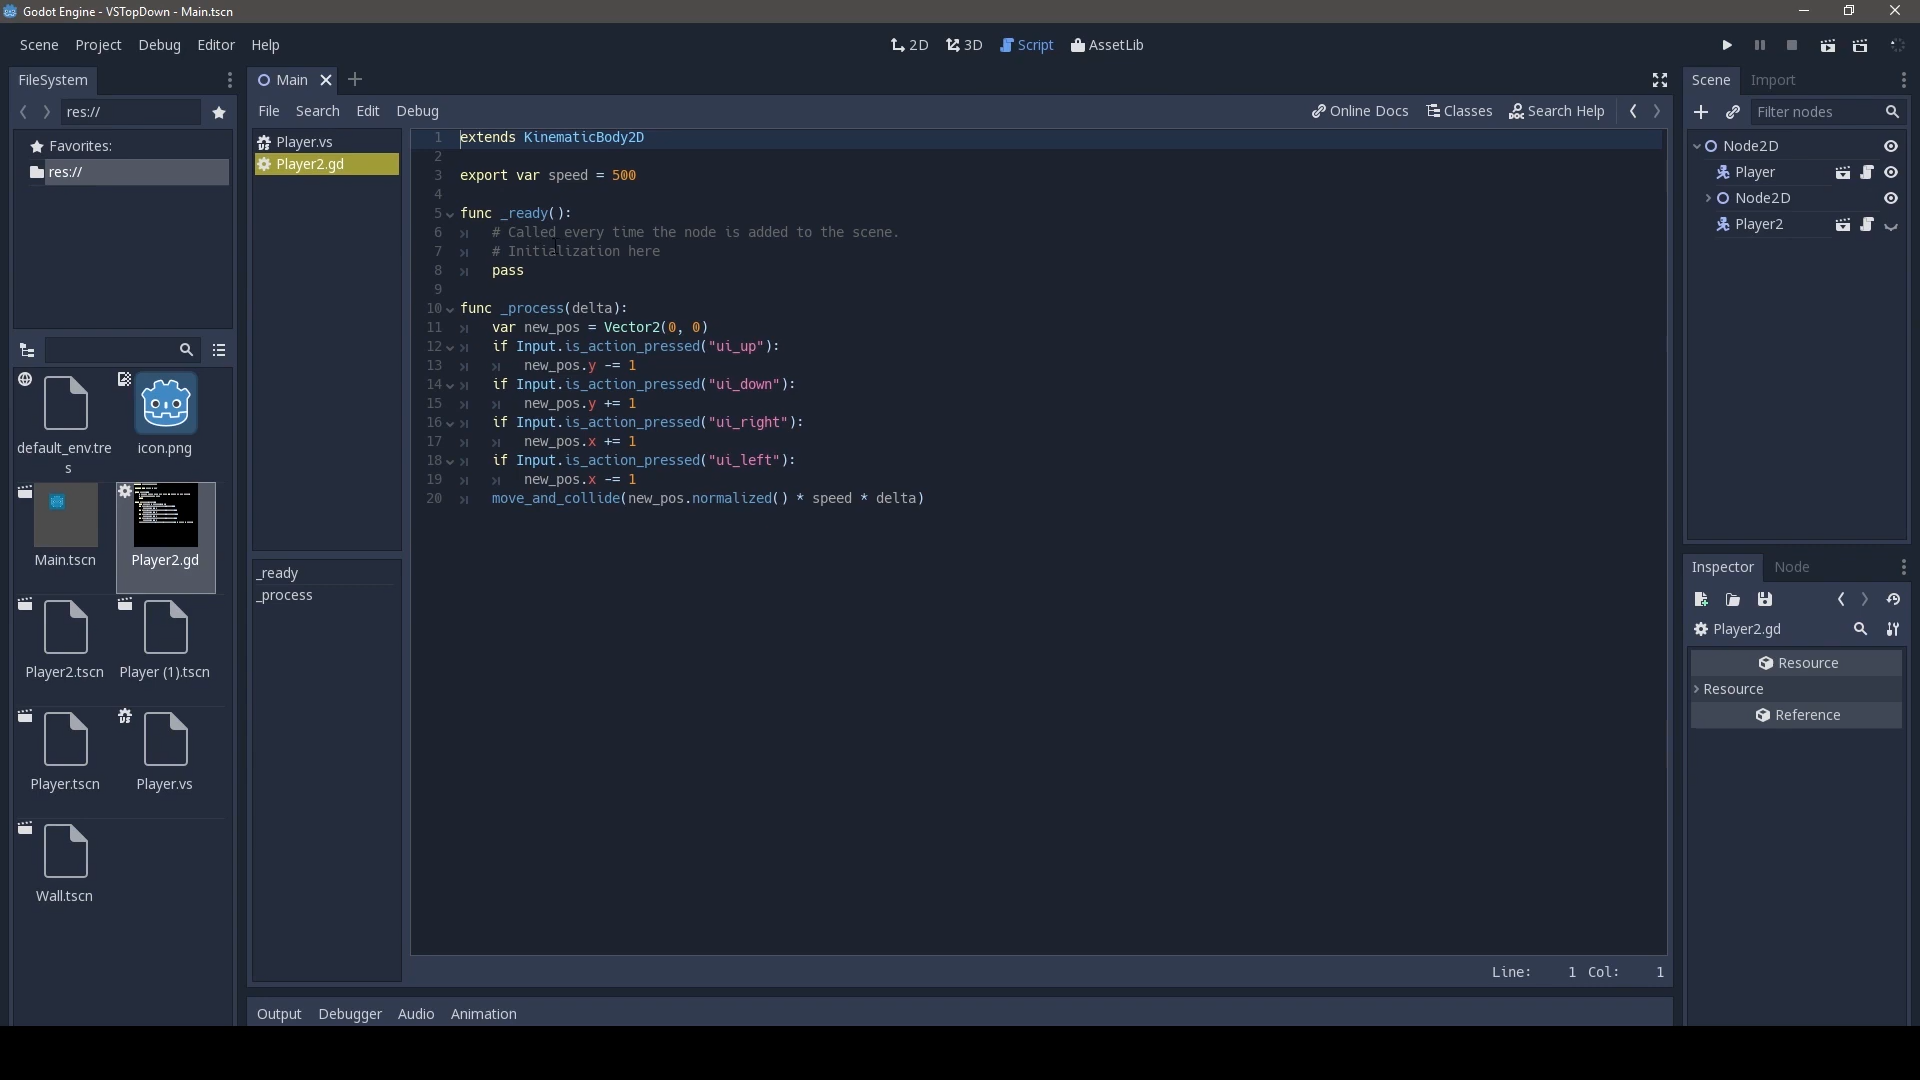 Godot Engine - VSTopDown - Main.tscn
Scene Project Debug Editor Help
2D 3D Script AssetLib
FileSystem
res://
Favorites:
res://
default_env.tre
s
icon.png
Main.tscn
Player2.gd
Player2.tscn
Player (1).tscn
Player.tscn
Player.vs
Wall.tscn
Main
File Search Edit Debug
Online Docs Classes Search Help
Player.vs
Player2.gd
_ready
_process
1 extends KinematicBody2D
2
3 export var speed = 500
4
5 func _ready():
6 # Called every time the node is added to the scene.
7 # Initialization here
8 pass
9
10 func _process(delta):
11 var new_pos = Vector2(0, 0)
12 if Input.is_action_pressed("ui_up"):
13 new_pos.y -= 1
14 if Input.is_action_pressed("ui_down"):
15 new_pos.y += 1
16 if Input.is_action_pressed("ui_right"):
17 new_pos.x += 1
18 if Input.is_action_pressed("ui_left"):
19 new_pos.x -= 1
20 move_and_collide(new_pos.normalized() * speed * delta)
Line: 1 Col: 1
Output Debugger Audio Animation
Scene Import
Filter nodes
Node2D
Player
Node2D
Player2
Inspector Node
Player2.gd
Resource
Resource
Reference